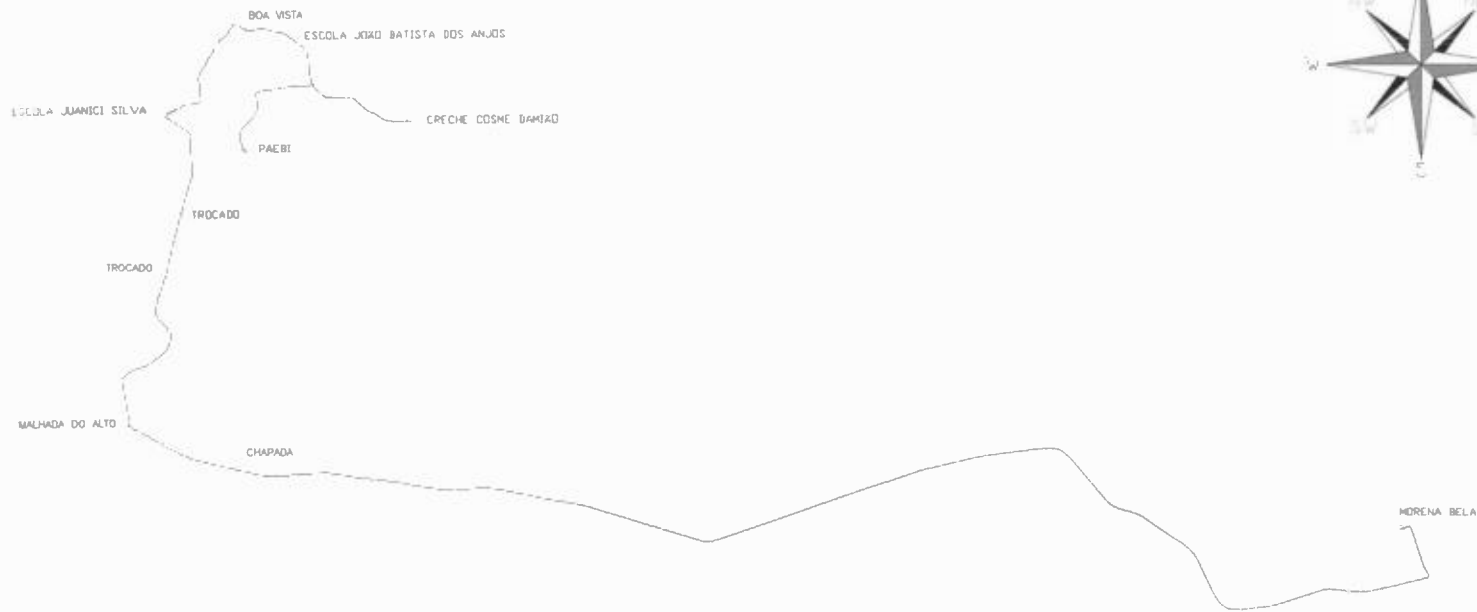 BOA VISTA
ESCOLA JOAO BATISTA DOS ANJOS
ESCOLA JUANICI SILVA
CRECHE COSME DAMIAO
PAEBI
TROCADO
TROCADO
MALHADA DO ALTO
CHAPADA
MORENA BELA
W
SW
S